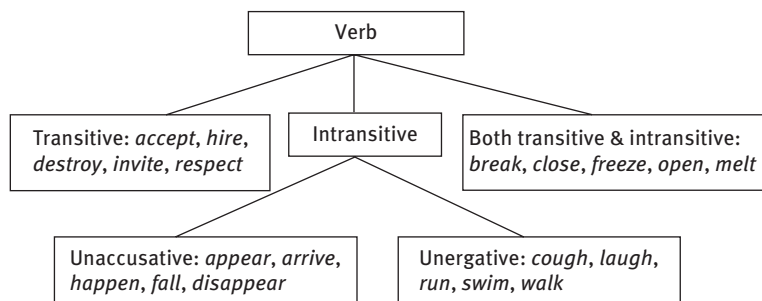 Verb
Transitive: accept, hire,
destroy, invite, respect
Intransitive
Both transitive & intransitive:
break, close, freeze, open, melt
Unaccusative: appear, arrive,
happen, fall, disappear
Unergative: cough, laugh,
run, swim, walk